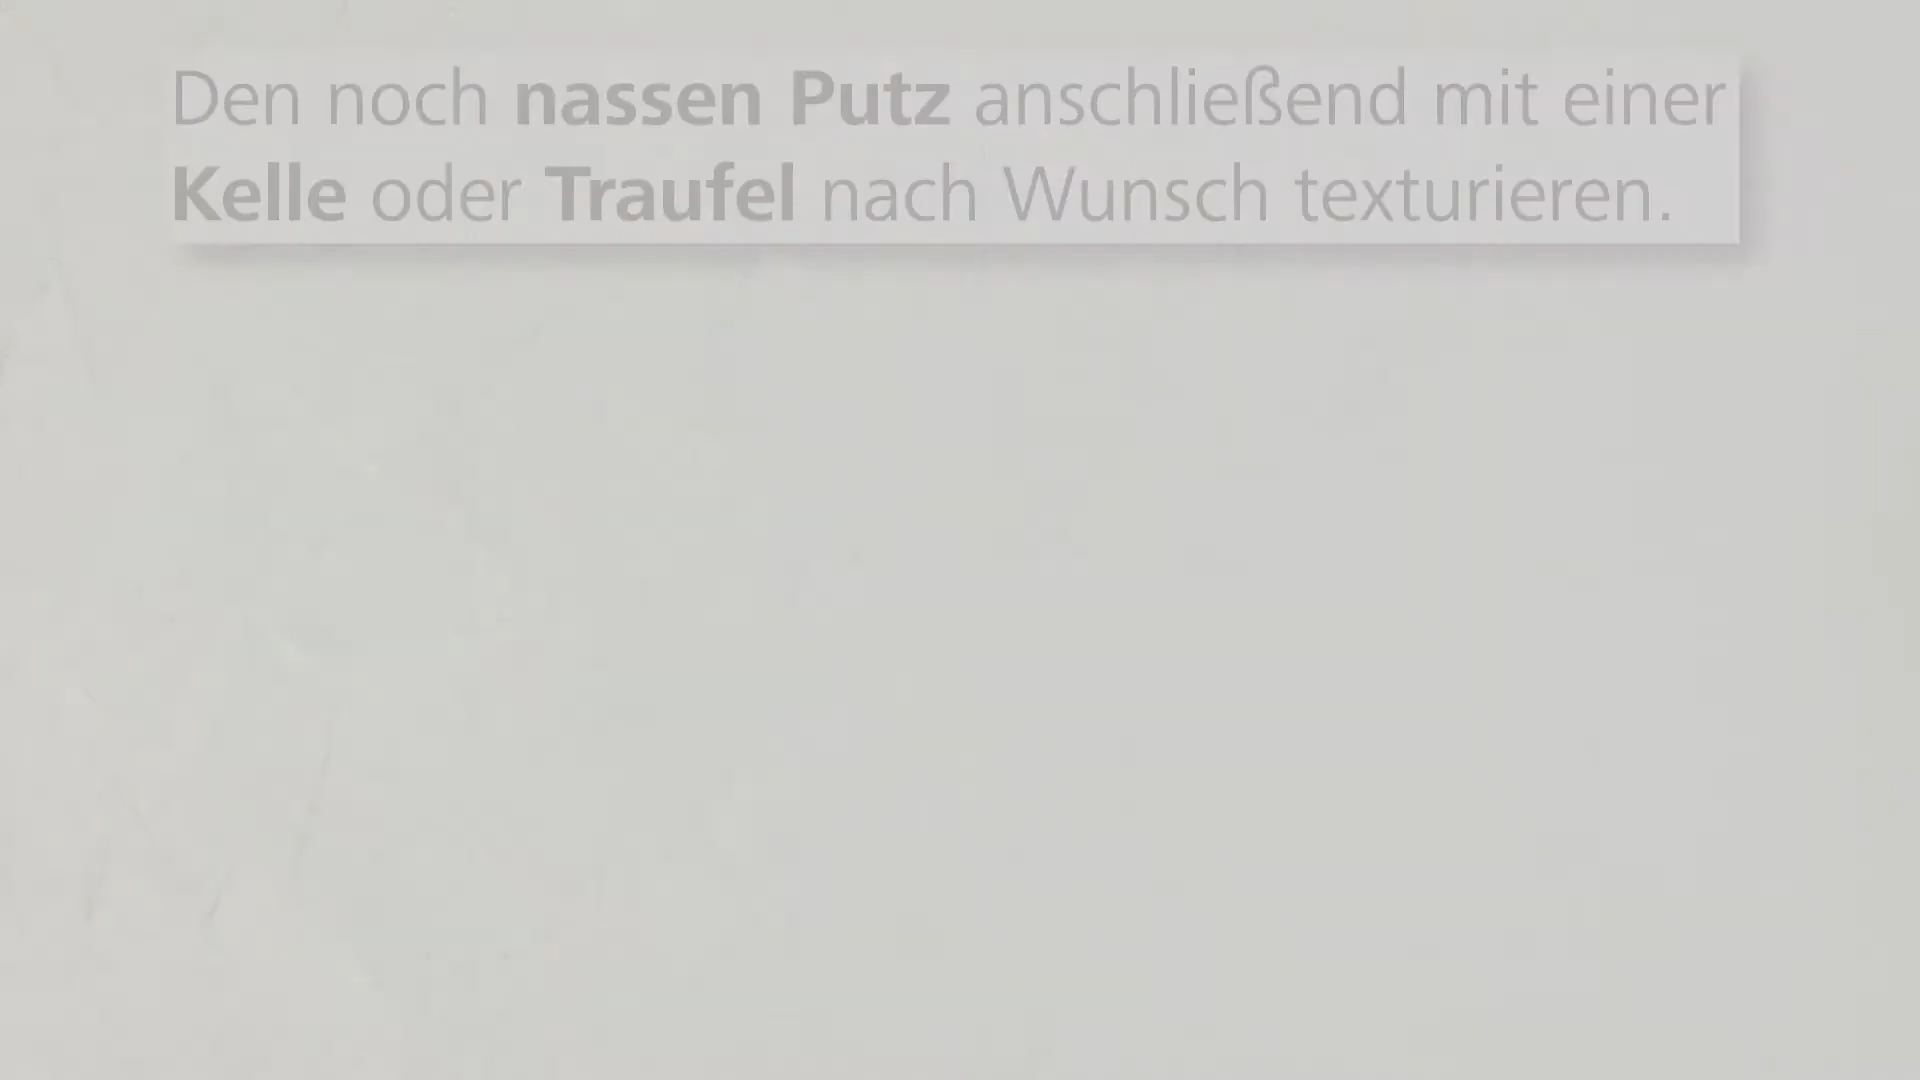 Den noch nassen Putz anschließend mit einer
Kelle oder Traufel nach Wunsch texturieren.